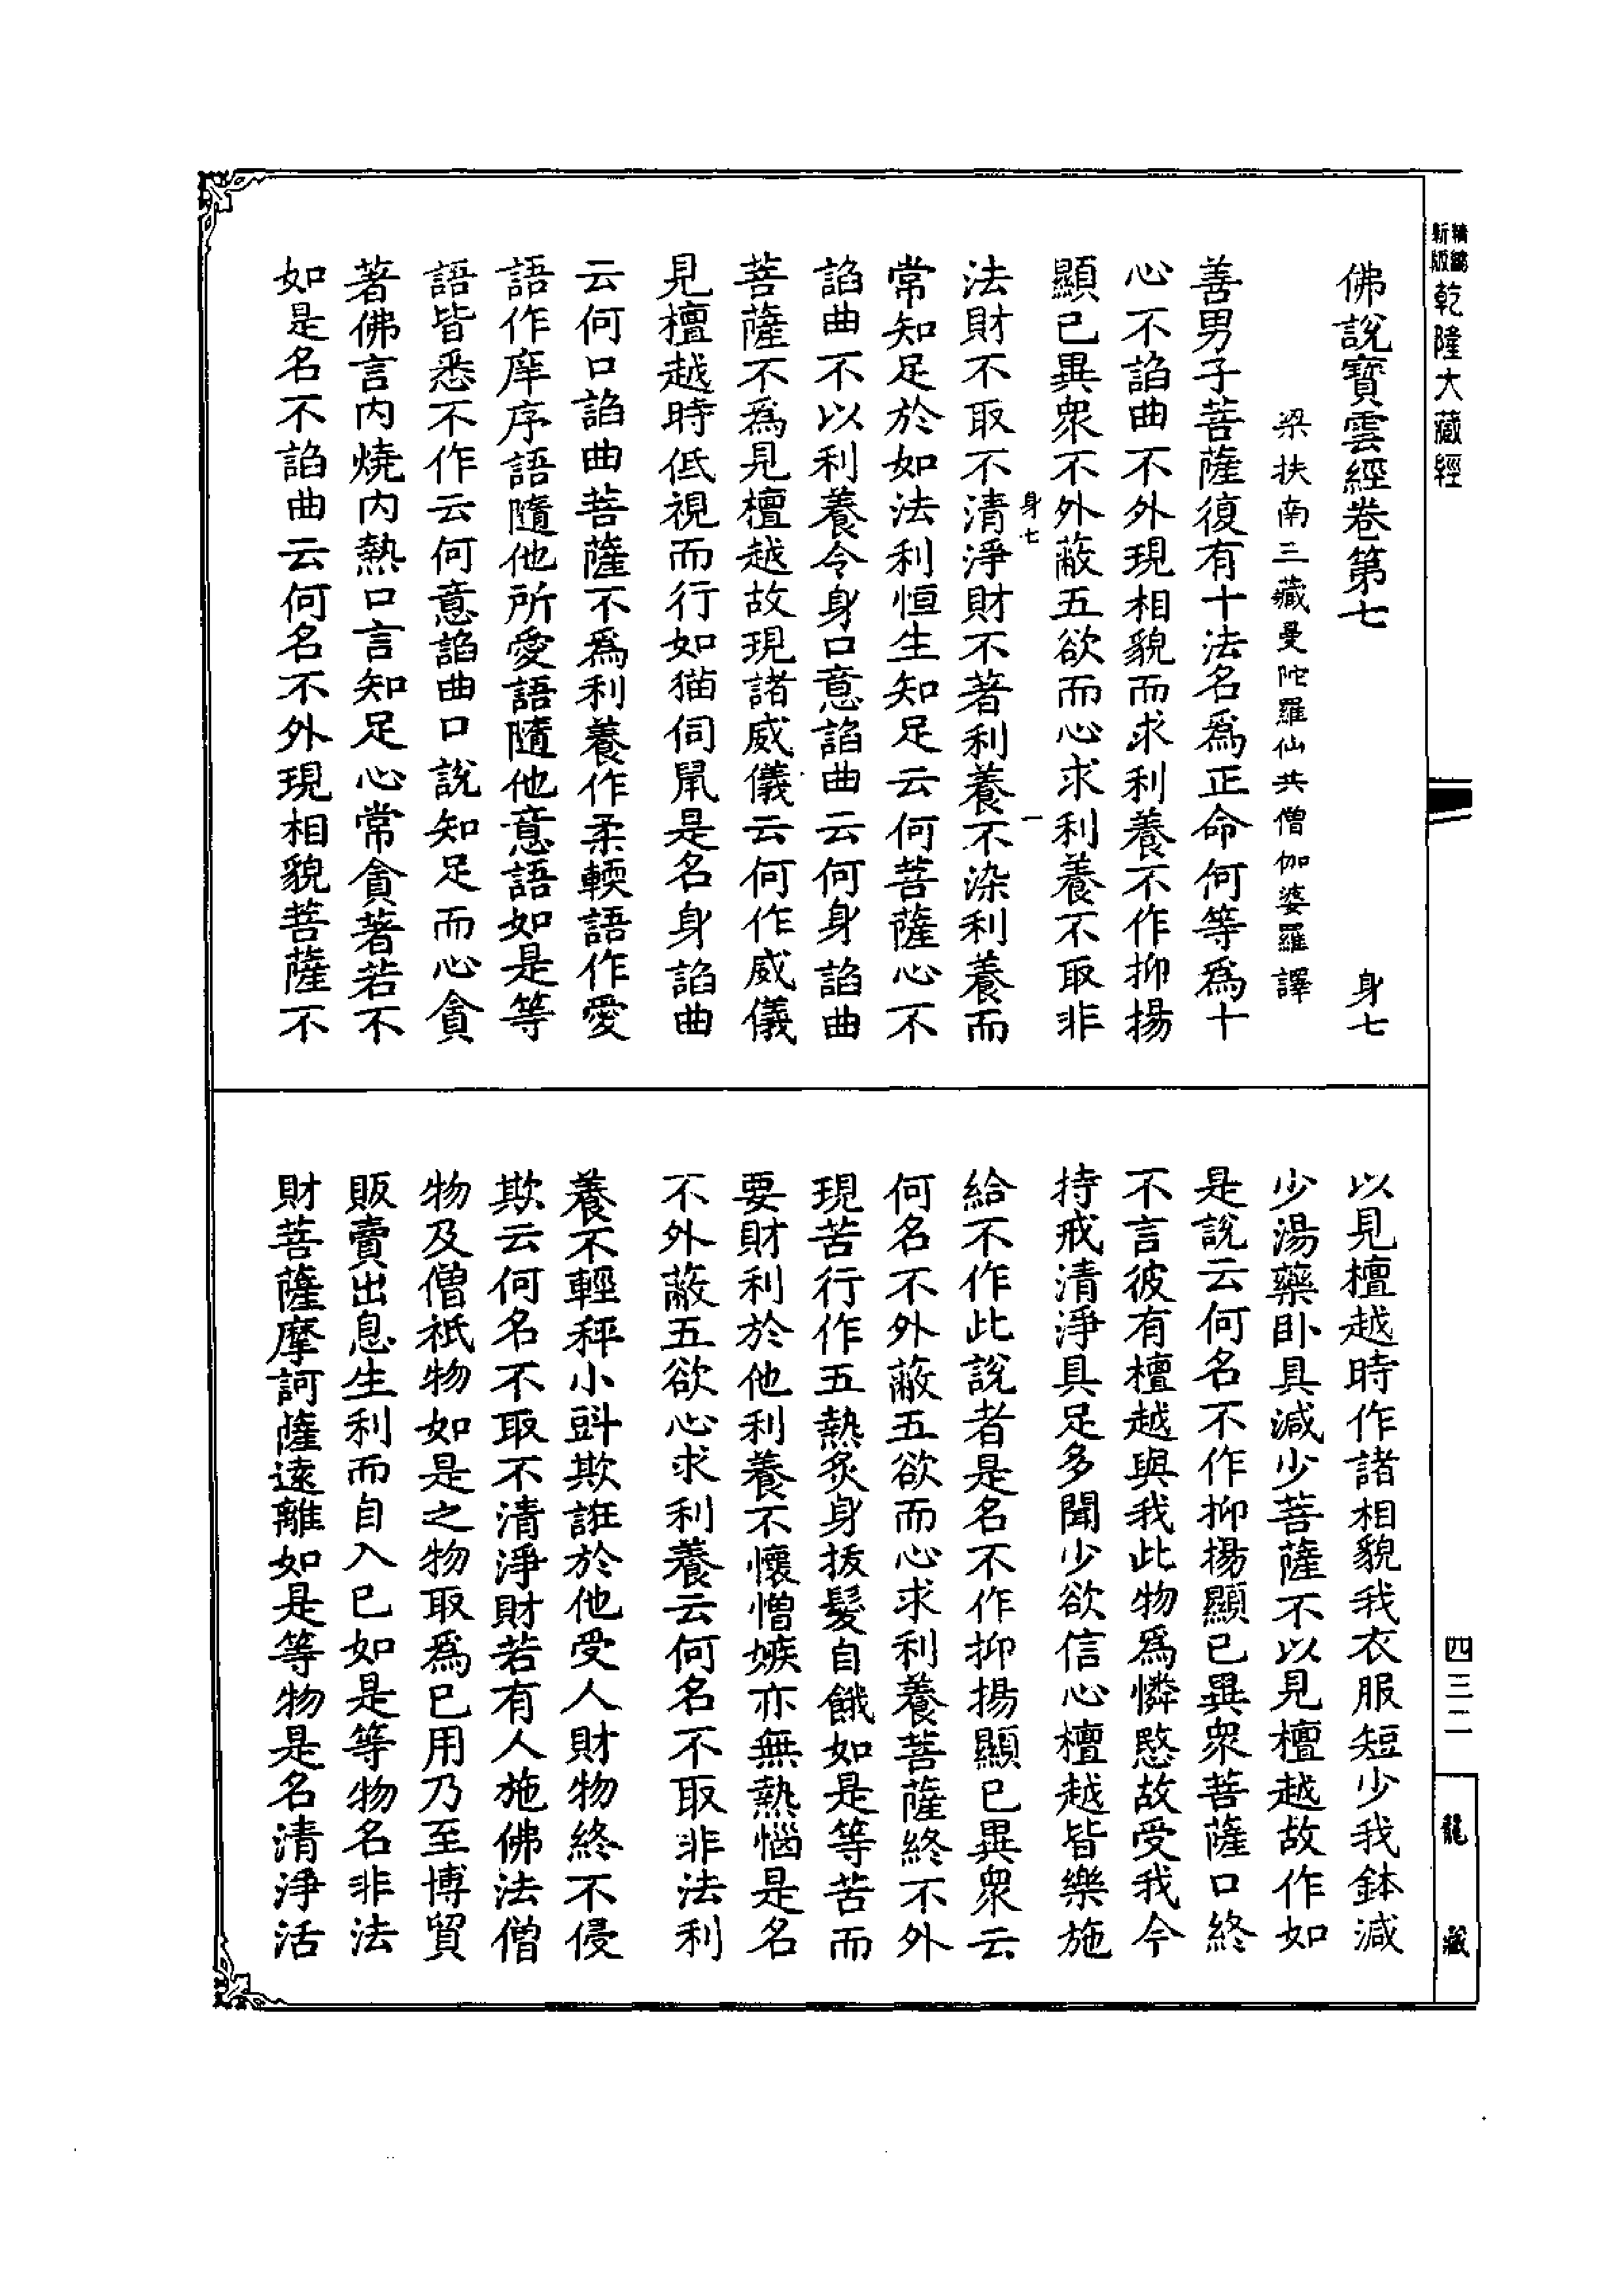 精縮
新版
乾隆大藏經
佛說寶雲經卷第七　身七
梁扶南三藏曼陀羅仙共僧伽婆羅譯
善男子菩薩復有十法名爲正命何等爲十
心不諂曲不外現相貌而求利養不作抑揚
顯已異衆不外蔽五欲而心求利養不取非
身七　一
法財不取不清淨財不著利養不染利養而
常知足於如法利恒生知足云何菩薩心不
諂曲不以利養令身口意諂曲云何身諂曲
菩薩不爲見檀越故現諸威儀云何作威儀
見檀越時低視而行如猫伺鼠是名身諂曲
云何口諂曲菩薩不爲利養作柔輭語作愛
語作庠序語隨他所愛語隨他意語如是等
語皆悉不作云何意諂曲口說知足而心貪
著佛言内燒内熱口言知足心常貪著若不
如是名不諂曲云何名不外現相貌菩薩不
以見檀越時作諸相貌我衣服短少我鉢減
少湯藥卧具減少菩薩不以見檀越故作如
是說云何名不作抑揚顯已異衆菩薩口終
不言彼有檀越與我此物爲憐愍故受我今
持戒清淨具足多聞少欲信心檀越皆樂施
給不作此說者是名不作抑揚顯已異衆云
何名不外蔽五欲而心求利養菩薩終不外
現苦行作五熱炙身拔髮自餓如是等苦而
要財利於他利養不懷憎嫉亦無熱惱是名
不外蔽五欲心求利養云何名不取非法利
養不輕秤小㪷欺誑於他受人財物終不侵
欺云何名不取不清淨財若有人施佛法僧
物及僧祇物如是之物取爲已用乃至博貿
販賣出息生利而自入已如是等物名非法
財菩薩摩訶薩遠離如是等物是名清淨活
四三二
龍藏